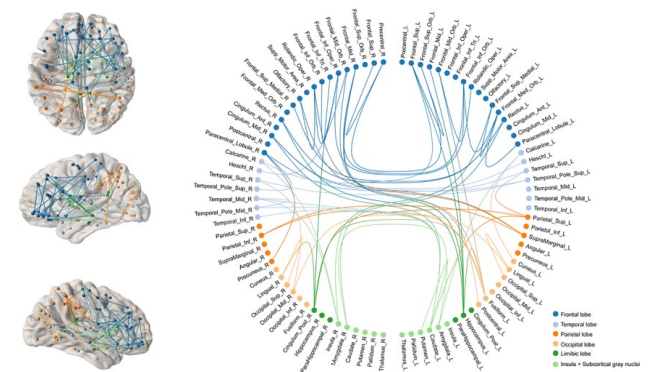 Precentral_R
Frontal_Sup_R
Frontal_Sup_Orb_R
Frontal_Mid_R
Frontal_Mid_Orb_R
Frontal_Inf_Oper_R
Frontal_Inf_Tri_R
Frontal_Inf_Orb_R
Rolandic_Oper_R
Supp_Motor_Area_R
Olfactory_R
Frontal_Sup_Medial_R
Frontal_Med_Orb_R
Rectus_R
Cingulum_Ant_R
Cingulum_Mid_R
Postcentral_R
Paracentral_Lobule_R
Calcarine_R
Heschl_R
Temporal_Sup_R
Temporal_Pole_Sup_R
Temporal_Mid_R
Temporal_Pole_Mid_R
Temporal_Inf_R
Parietal_Sup_R
Parietal_Inf_R
SupraMarginal_R
Angular_R
Precuneus_R
Cuneus_R
Lingual_R
Occipital_Sup_R
Occipital_Mid_R
Occipital_Inf_R
Fusiform_R
Cingulum_Post_R
Hippocampus_R
ParaHippocampal_R
Insula_R
Amygdala_R
Caudate_R
Putamen_R
Pallidum_R
Thalamus_R
Precentral_L
Frontal_Sup_L
Frontal_Sup_Orb_L
Frontal_Mid_L
Frontal_Mid_Orb_L
Frontal_Inf_Oper_L
Frontal_Inf_Tri_L
Frontal_Inf_Orb_L
Rolandic_Oper_L
Supp_Motor_Area_L
Olfactory_L
Frontal_Sup_Medial_L
Frontal_Med_Orb_L
Rectus_L
Cingulum_Ant_L
Cingulum_Mid_L
Paracentral_Lobule_L
Calcarine_L
Heschl_L
Temporal_Sup_L
Temporal_Pole_Sup_L
Temporal_Mid_L
Temporal_Pole_Mid_L
Temporal_Inf_L
Parietal_Sup_L
Parietal_Inf_L
SupraMarginal_L
Angular_L
Precuneus_L
Cuneus_L
Lingual_L
Occipital_Sup_L
Occipital_Mid_L
Occipital_Inf_L
Fusiform_L
Postcentral_L
Cingulum_Post_L
Hippocampus_L
ParaHippocampal_L
Insula_L
Amygdala_L
Caudate_L
Putamen_L
Pallidum_L
Thalamus_L
Frontal lobe
Temporal lobe
Parietal lobe
Occipital lobe
Limibic lobe
Insula + Subcoritcal gray nuclei